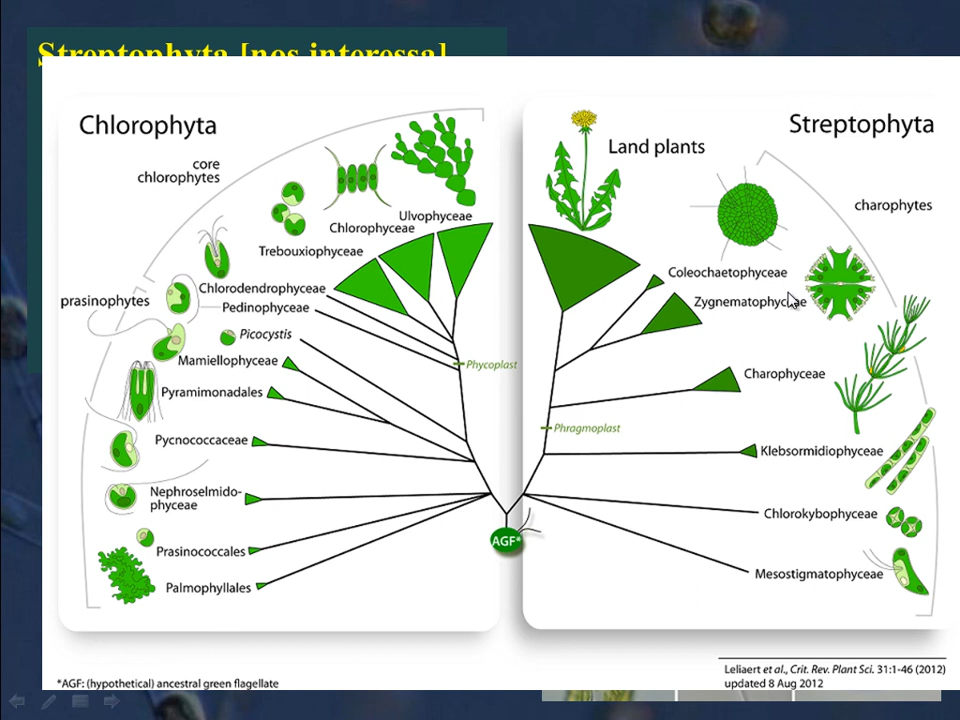 Streptophyta [nos interessa]
Chlorophyta
core
chlorophytes
Ulvophyceae
Chlorophyceae
Trebouxiophyceae
Chlorodendrophyceae
prasinophytes
Pedinophyceae
Picocystis
Mamiellophyceae
Phycoplast
Pyramimonadales
Pycnococcaceae
Nephroselmido-
phyceae
Prasinococcales
Palmophyllales
AGF*
Streptophyta
Land plants
charophytes
Coleochaetophyceae
Zygnematophyceae
Charophyceae
Phragmoplast
Klebsormidiophyceae
Chlorokybophyceae
Mesostigmatophyceae
Leliaert et al., Crit. Rev. Plant Sci. 31:1-46 (2012)
updated 8 Aug 2012
*AGF: (hypothetical) ancestral green flagellate